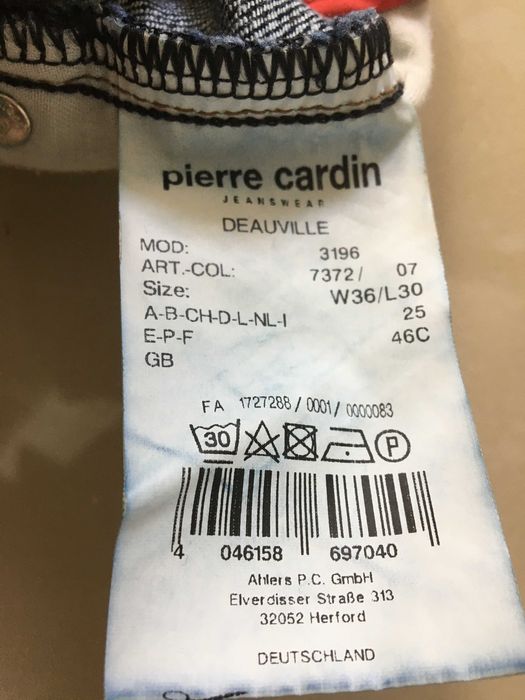 pierre cardin
JEANSWEAR
DEAUVILLE
MOD: 3196
ART.-COL: 7372/ 07
Size: W36/L30
A-B-CH-D-L-NL-I 25
E-P-F 46C
GB
FA 1727288/0001/0000083
30 P
4 046158 697040
Ahlers P.C. GmbH
Elverdisser Straße 313
32052 Herford
DEUTSCHLAND